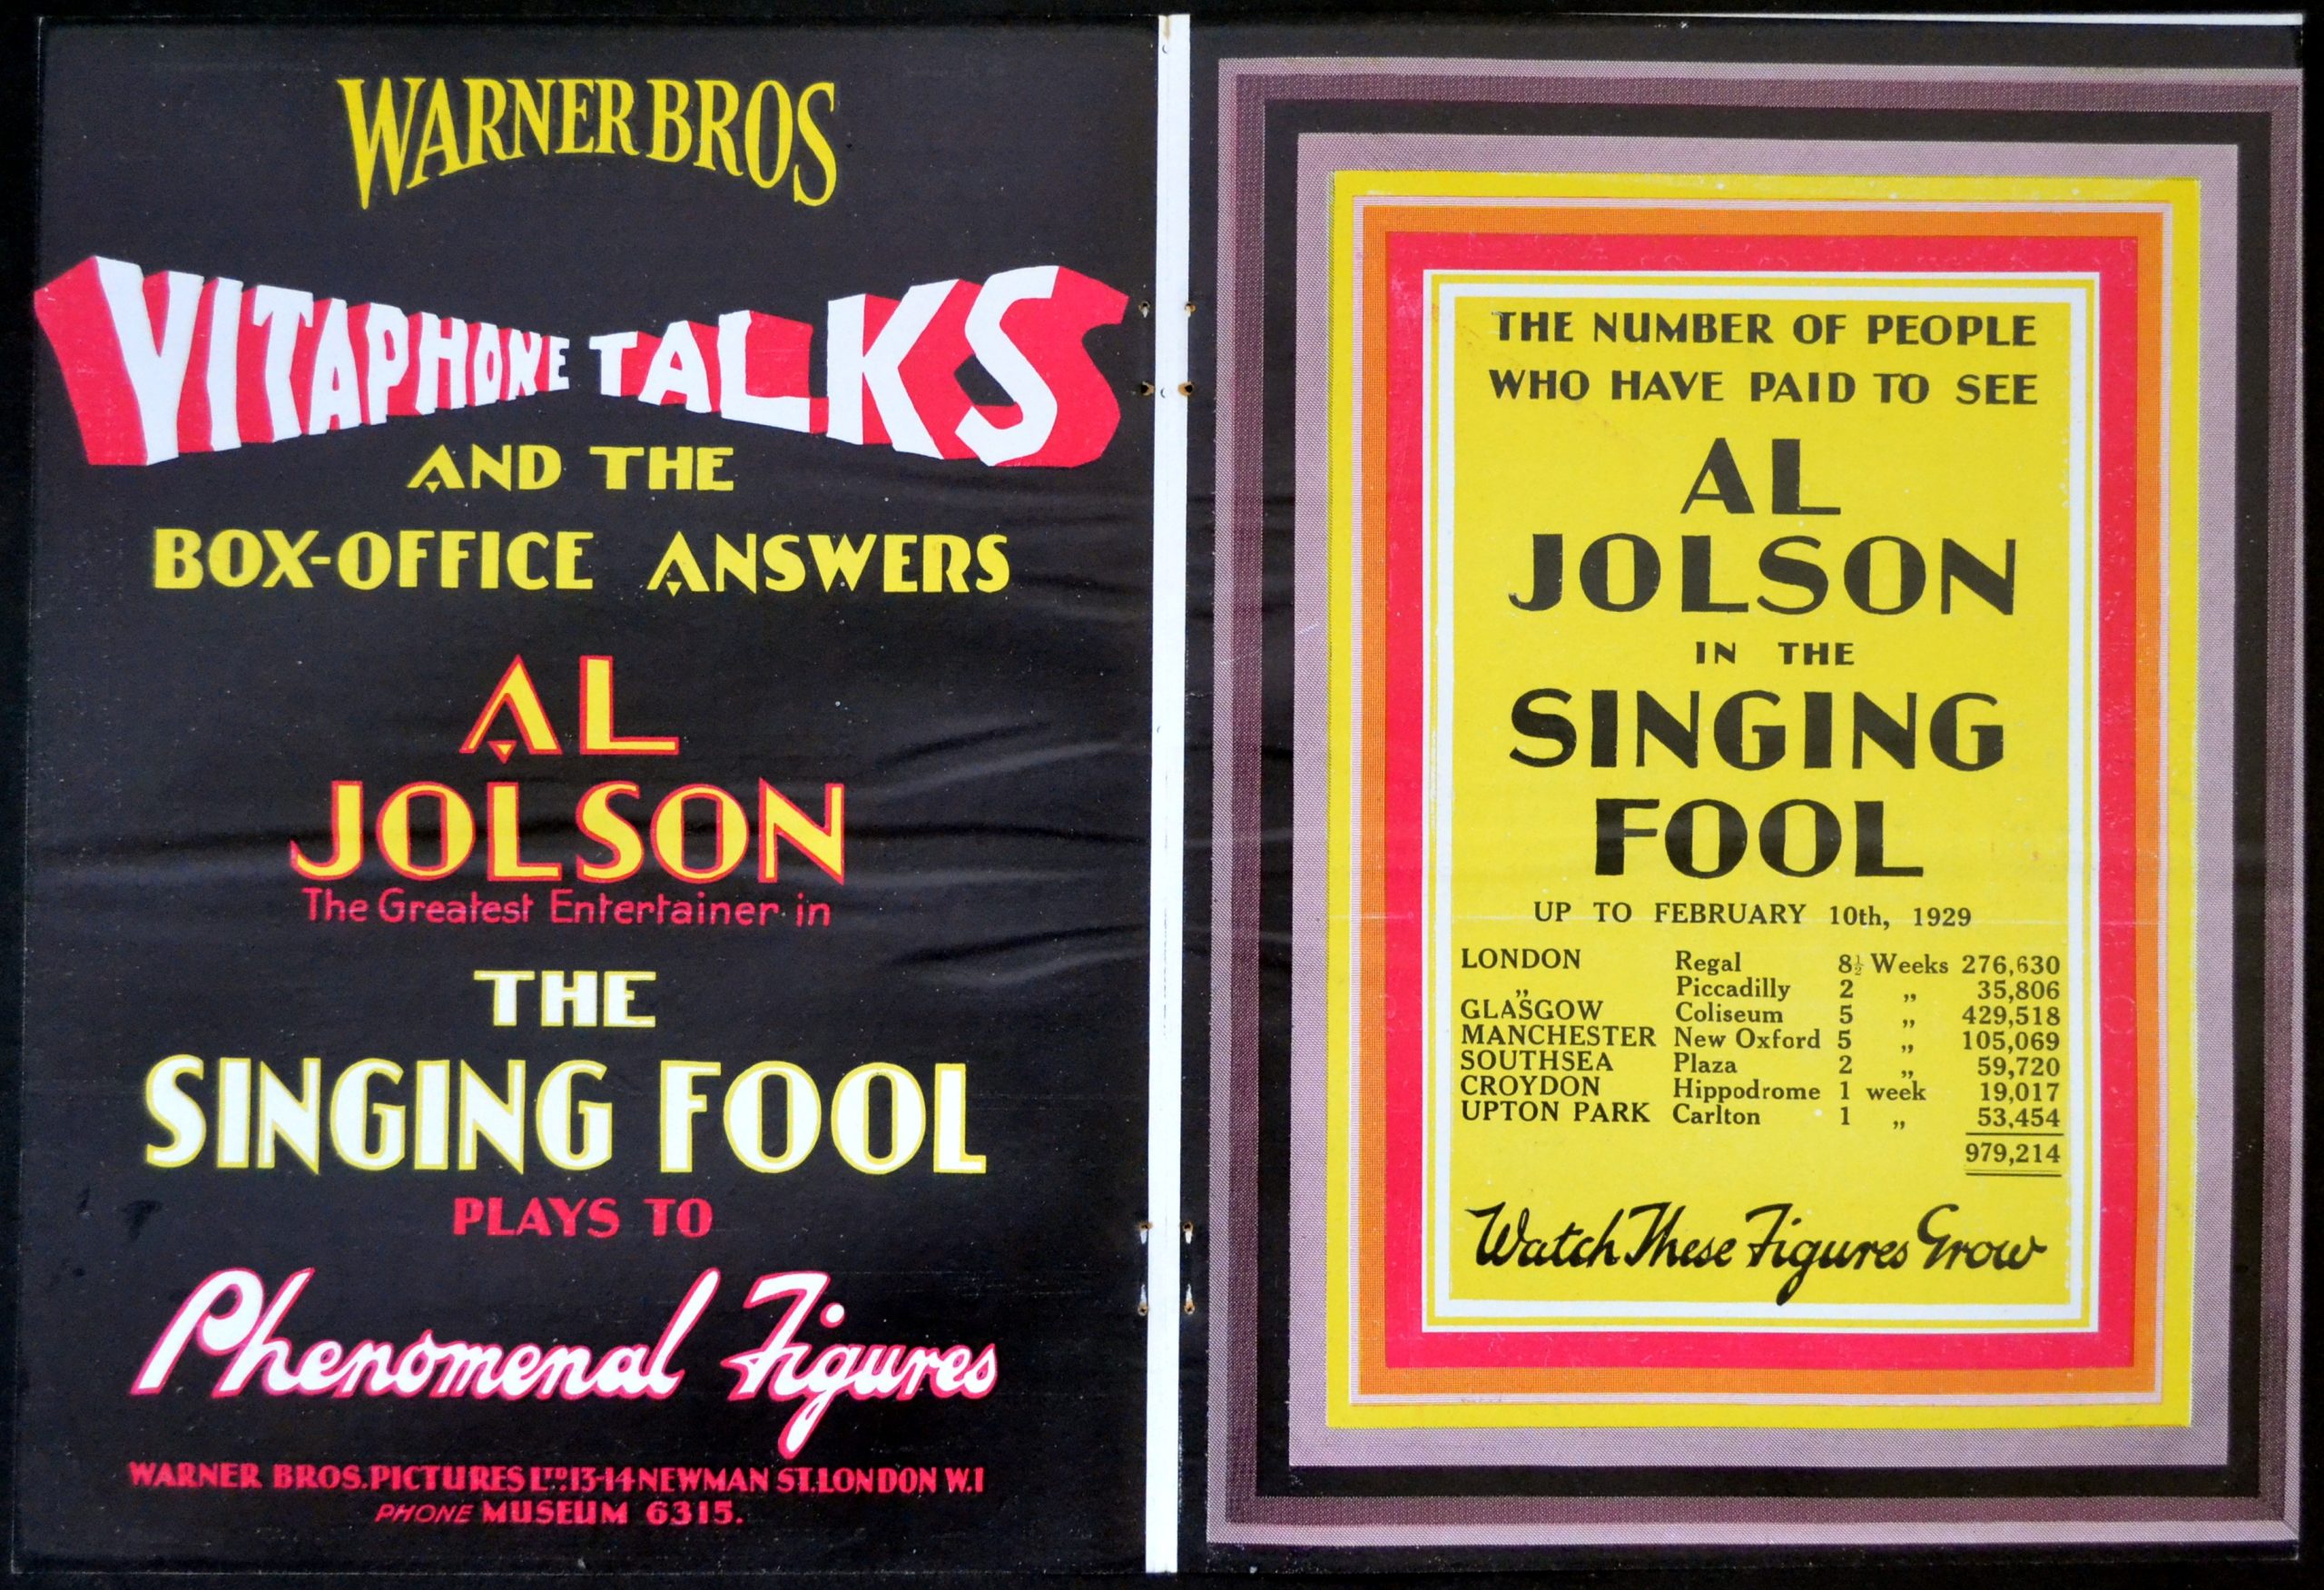 WARNER BROS
VITAPHONE TALKS
AND THE
BOX-OFFICE ANSWERS
AL
JOLSON
The Greatest Entertainer in
THE
SINGING FOOL
PLAYS TO
Phenomenal Figures
WARNER BROS. PICTURES LTD. 13-14 NEWMAN ST. LONDON W.1
PHONE MUSEUM 6315.
THE NUMBER OF PEOPLE
WHO HAVE PAID TO SEE
AL
JOLSON
IN THE
SINGING
FOOL
UP TO FEBRUARY 10th, 1929
LONDON Regal 8½ Weeks 276,630
„ Piccadilly 2 „ 35,806
GLASGOW Coliseum 5 „ 429,518
MANCHESTER New Oxford 5 „ 105,069
SOUTHSEA Plaza 2 „ 59,720
CROYDON Hippodrome 1 week 19,017
UPTON PARK Carlton 1 „ 53,454
979,214
Watch These Figures Grow